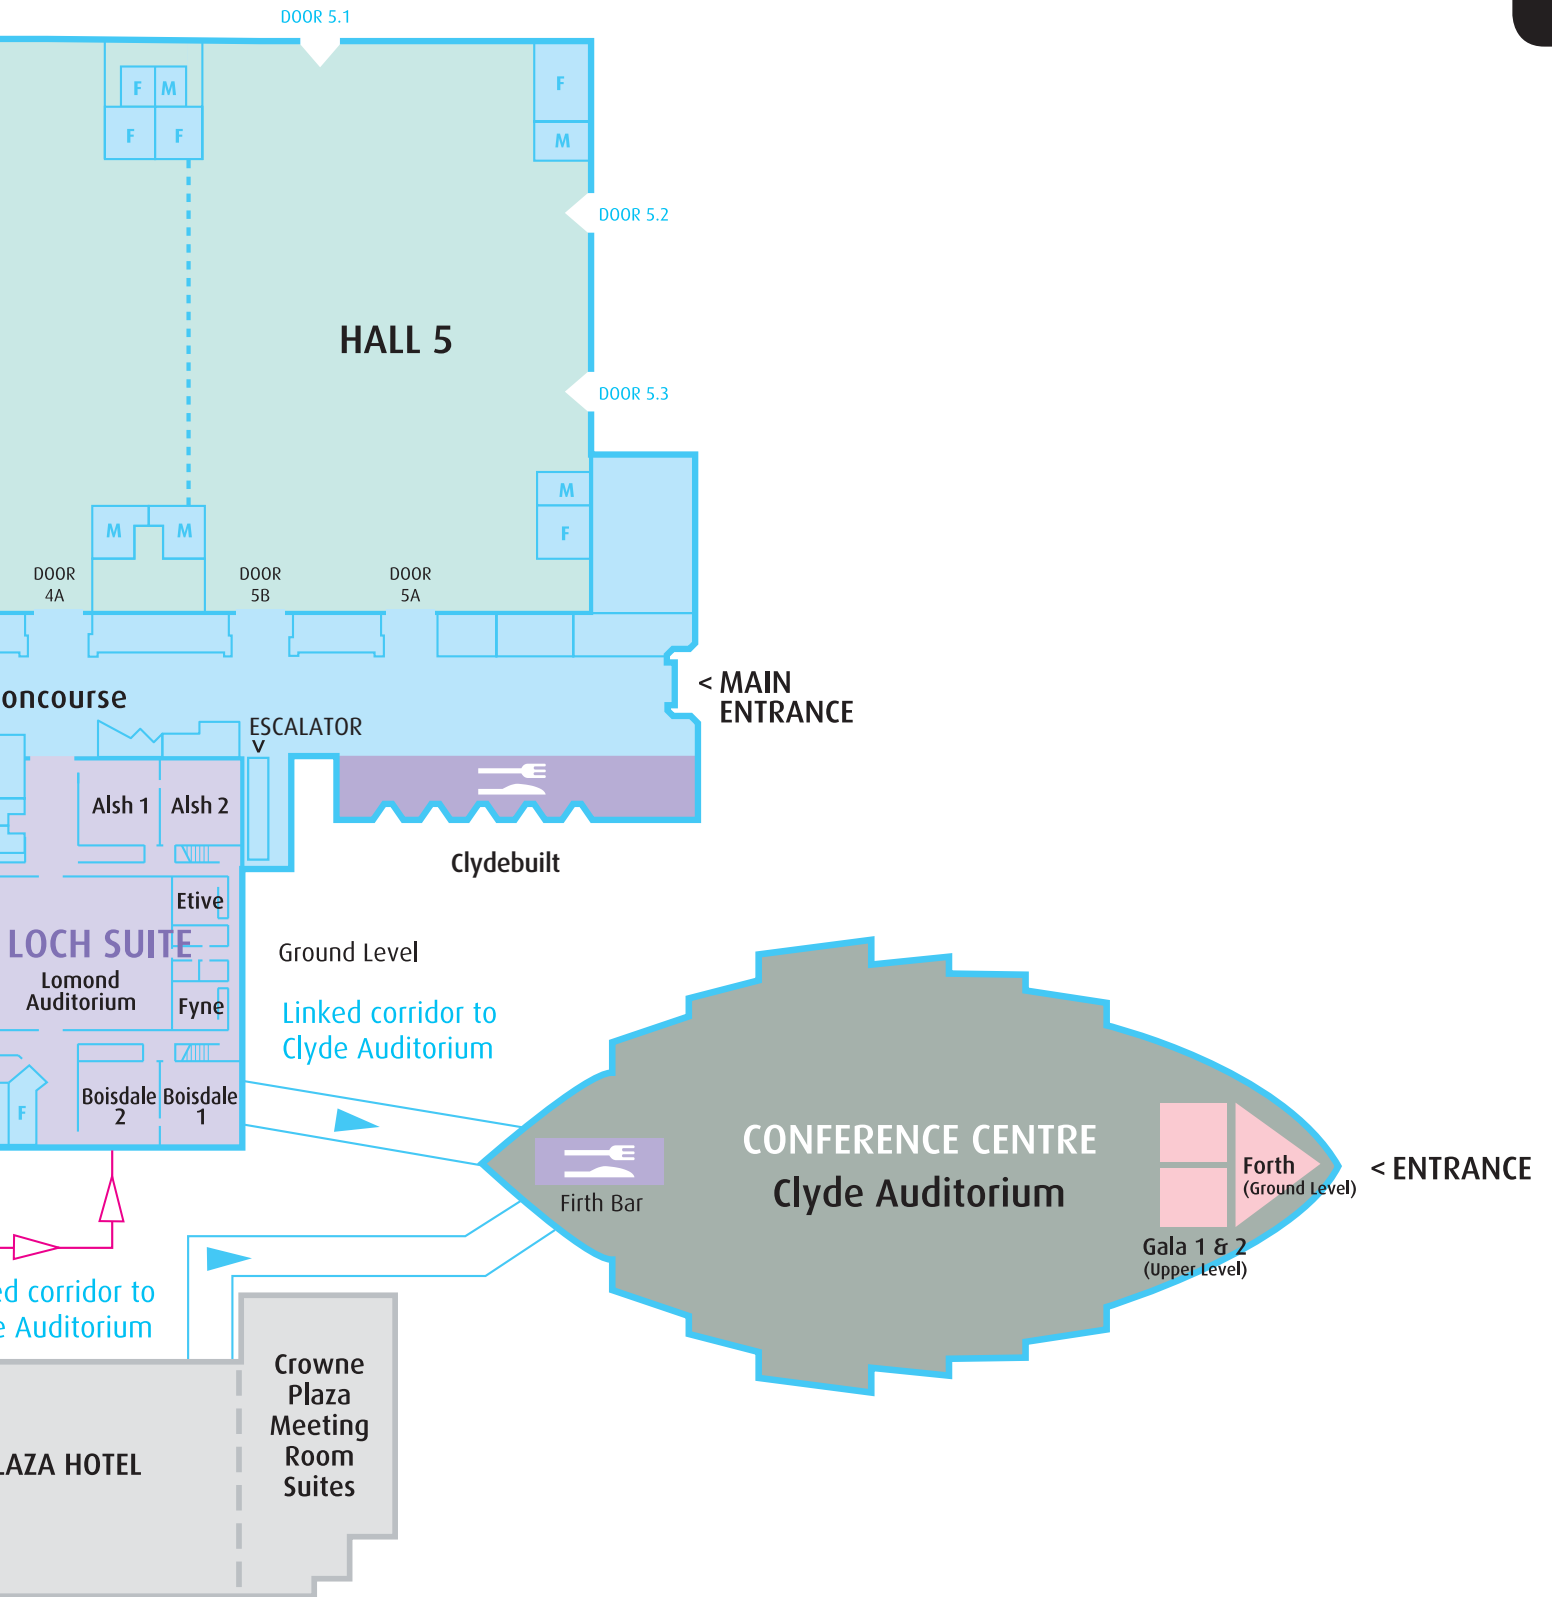 DOOR 5.1
F
M
F
F
F
M
DOOR 5.2
HALL 5
DOOR 5.3
M
F
M
M
DOOR
4A
DOOR
5B
DOOR
5A
oncourse
< MAIN
ENTRANCE
ESCALATOR
Alsh 1
Alsh 2
Clydebuilt
Etive
LOCH SUITE
Lomond
Auditorium
Fyne
Ground Level
Linked corridor to
Clyde Auditorium
Boisdale
2
Boisdale
1
F
CONFERENCE CENTRE
Clyde Auditorium
Firth Bar
Forth
(Ground Level)
< ENTRANCE
Gala 1 & 2
(Upper Level)
ed corridor to
e Auditorium
Crowne
Plaza
Meeting
Room
Suites
LAZA HOTEL